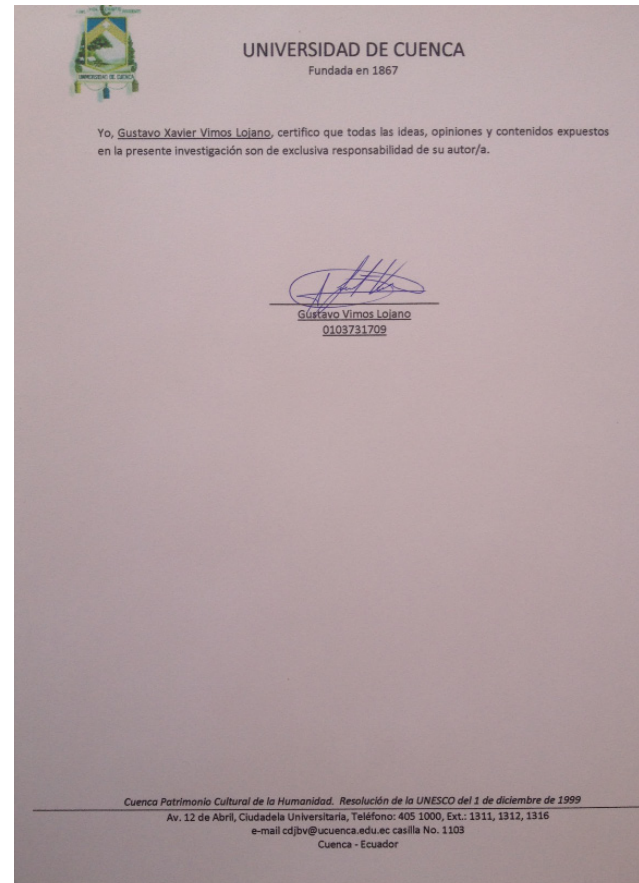 UNIVERSIDAD DE CUENCA
UNIVERSIDAD DE CUENCA
Fundada en 1867
Yo, Gustavo Xavier Vimos Lojano, certifico que todas las ideas, opiniones y contenidos expuestos
en la presente investigación son de exclusiva responsabilidad de su autor/a.
Gustavo Vimos Lojano
0103731709
Cuenca Patrimonio Cultural de la Humanidad. Resolución de la UNESCO del 1 de diciembre de 1999
Av. 12 de Abril, Ciudadela Universitaria, Teléfono: 405 1000, Ext.: 1311, 1312, 1316
e-mail cdjbv@ucuenca.edu.ec casilla No. 1103
Cuenca - Ecuador